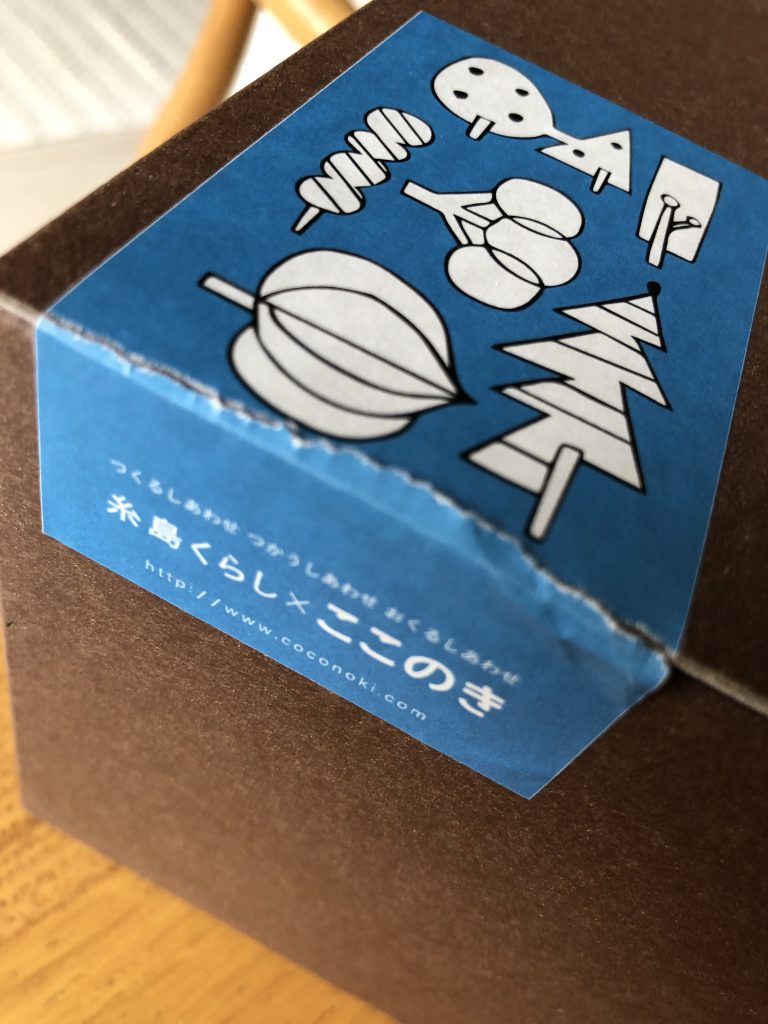 つくるしあわせ つかうしあわせ おくるしあわせ
糸島くらし×ここのき
http://www.coconoki.com